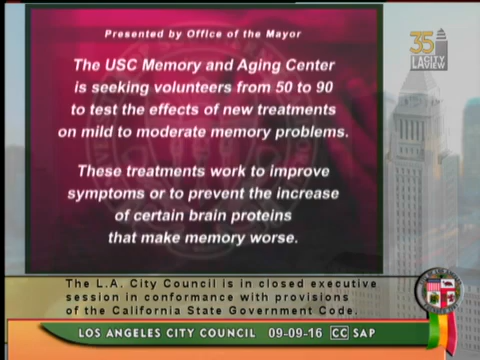 Presented by Office of the Mayor
The USC Memory and Aging Center
is seeking volunteers from 50 to 90
to test the effects of new treatments
on mild to moderate memory problems.
These treatments work to improve
symptoms or to prevent the increase
of certain brain proteins
that make memory worse.
35
LACITY
VIEW
The L.A. City Council is in closed executive
session in conformance with provisions
of the California State Government Code.
LOS ANGELES CITY COUNCIL 09-09-16 CC SAP